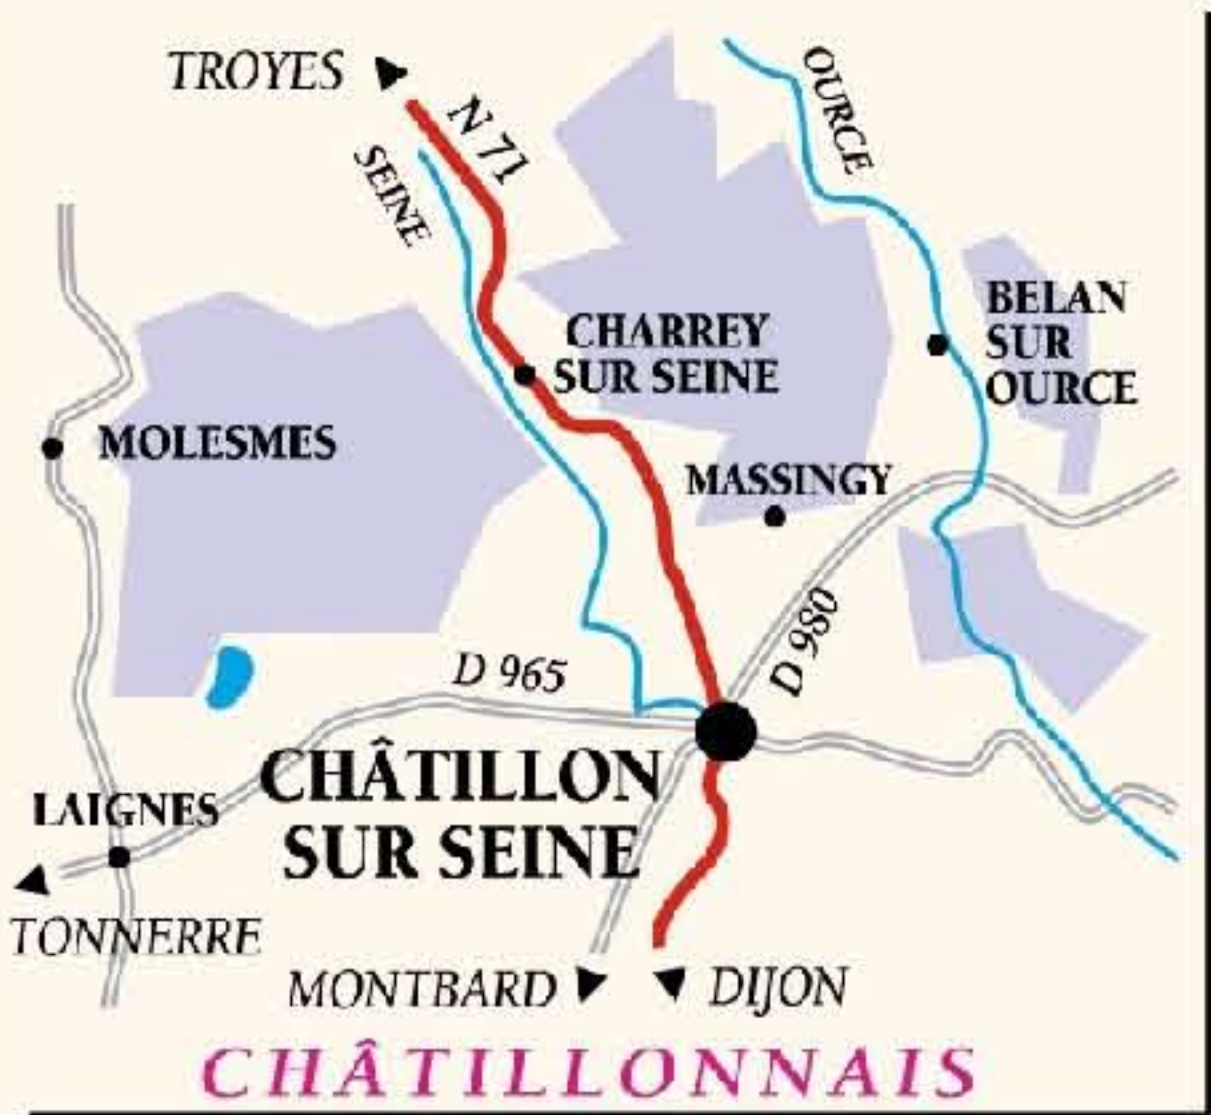 TROYES
N 71
OURCE
SEINE
BELAN
SUR
OURCE
CHARREY
SUR SEINE
MOLESMES
MASSINGY
D 980
D 965
CHÂTILLON
SUR SEINE
LAIGNES
TONNERRE
MONTBARD
DIJON
CHÂTILLONNAIS